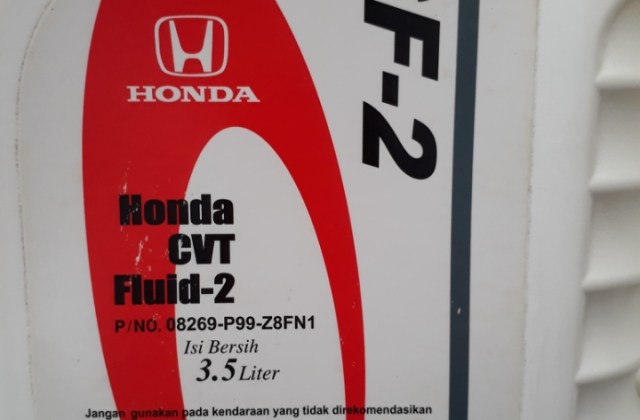 HONDA
CF-2
Honda
CVT
Fluid-2
P/NO. 08269-P99-Z8FN1
Isi Bersih
3.5 Liter
Jangan gunakan pada kendaraan yang tidak direkomendasikan